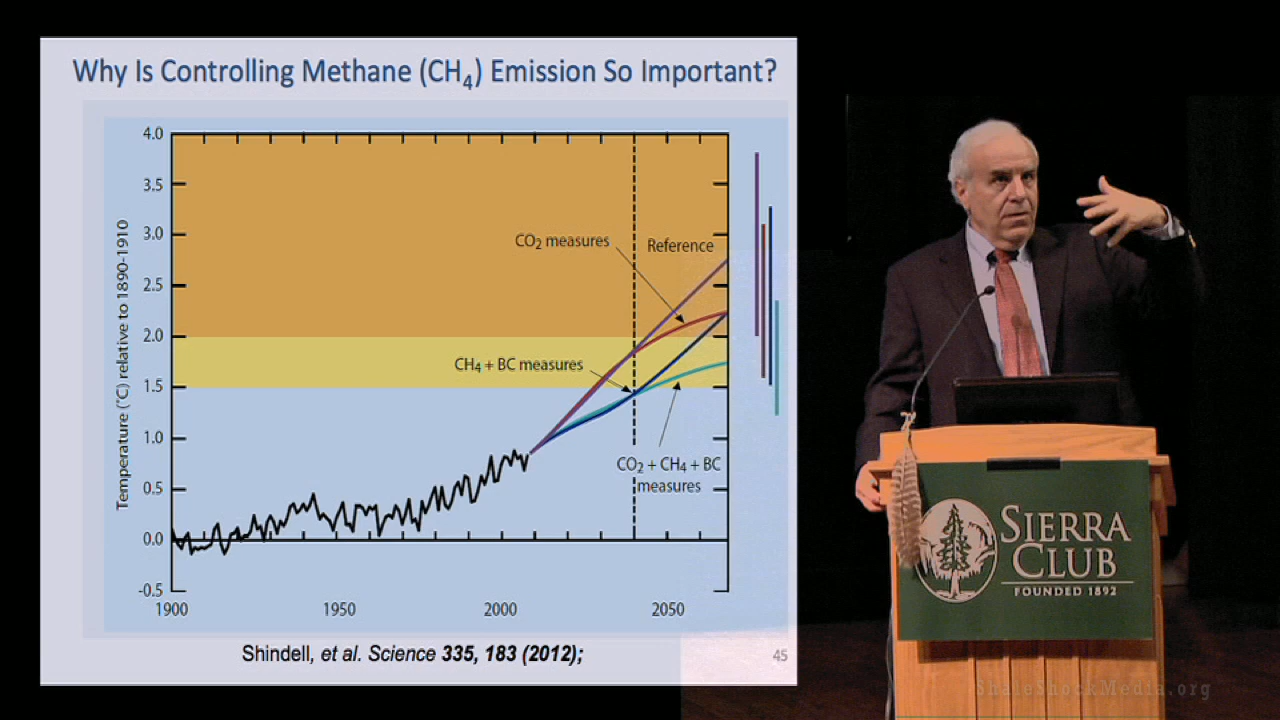 Why Is Controlling Methane (CH₄) Emission So Important?
4.0
3.5
3.0
2.5
2.0
1.5
1.0
0.5
0.0
-0.5
Temperature (˚C) relative to 1890-1910
CO₂ measures
Reference
CH₄ + BC measures
CO₂ + CH₄ + BC
measures
1900
1950
2000
2050
Shindell, et al. Science 335, 183 (2012);
45
SIERRA
CLUB
FOUNDED 1892
ShaleShockMedia.org